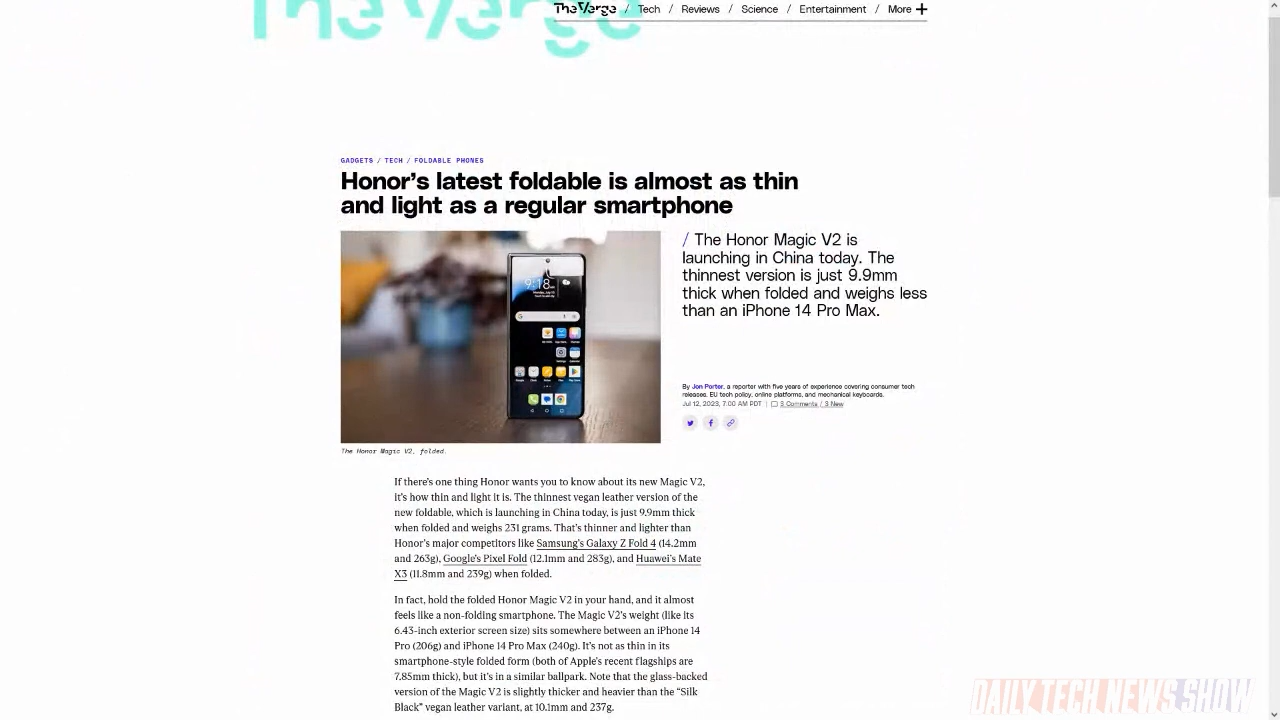 The Verge
The Verge / Tech / Reviews / Science / Entertainment / More +
GADGETS / TECH / FOLDABLE PHONES
Honor's latest foldable is almost as thin
and light as a regular smartphone
9:18
/ The Honor Magic V2 is
launching in China today. The
thinnest version is just 9.9mm
thick when folded and weighs less
than an iPhone 14 Pro Max.
By Jon Porter, a reporter with five years of experience covering consumer tech
releases, EU tech policy, online platforms, and mechanical keyboards.
Jul 12, 2023, 7:00 AM PDT | 3 Comments / 3 New
The Honor Magic V2, folded.
If there's one thing Honor wants you to know about its new Magic V2,
it's how thin and light it is. The thinnest vegan leather version of the
new foldable, which is launching in China today, is just 9.9mm thick
when folded and weighs 231 grams. That's thinner and lighter than
Honor's major competitors like Samsung's Galaxy Z Fold 4 (14.2mm
and 263g), Google's Pixel Fold (12.1mm and 283g), and Huawei's Mate
X3 (11.8mm and 239g) when folded.
In fact, hold the folded Honor Magic V2 in your hand, and it almost
feels like a non-folding smartphone. The Magic V2's weight (like its
6.43-inch exterior screen size) sits somewhere between an iPhone 14
Pro (206g) and iPhone 14 Pro Max (240g). It's not as thin in its
smartphone-style folded form (both of Apple's recent flagships are
7.85mm thick), but it's in a similar ballpark. Note that the glass-backed
version of the Magic V2 is slightly thicker and heavier than the "Silk
Black" vegan leather variant, at 10.1mm and 237g.
DAILY TECH NEWS SHOW